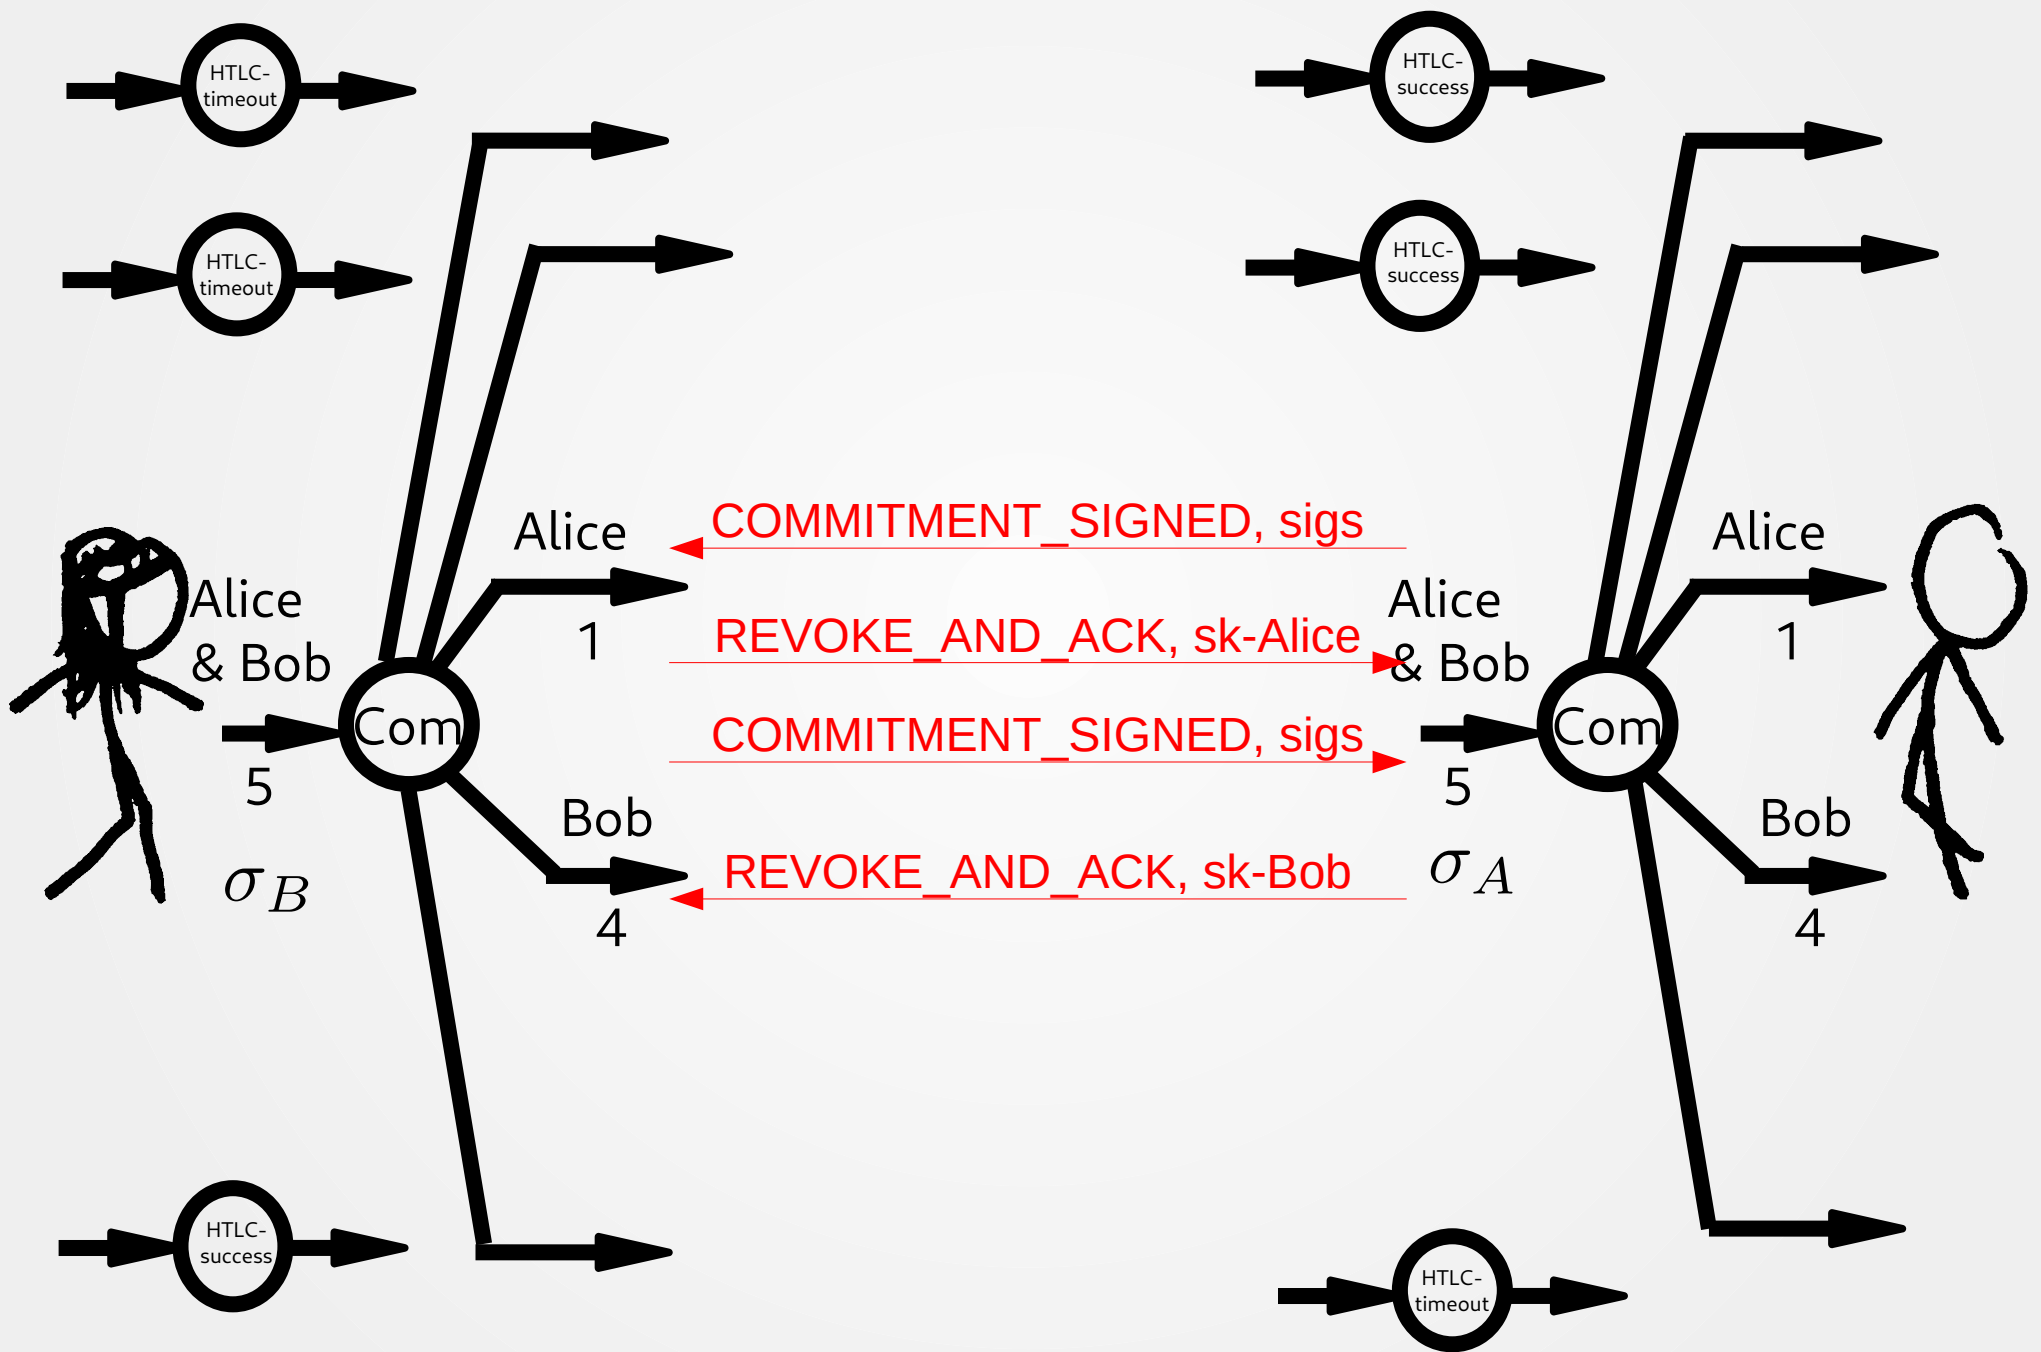 HTLC-
timeout
HTLC-
success
HTLC-
timeout
HTLC-
success
COMMITMENT_SIGNED, sigs
Alice
Alice
Alice
& Bob
1
REVOKE_AND_ACK, sk-Alice
Alice
& Bob
1
Com
COMMITMENT_SIGNED, sigs
Com
5
5
Bob
Bob
σB
REVOKE_AND_ACK, sk-Bob
σA
4
4
HTLC-
success
HTLC-
timeout